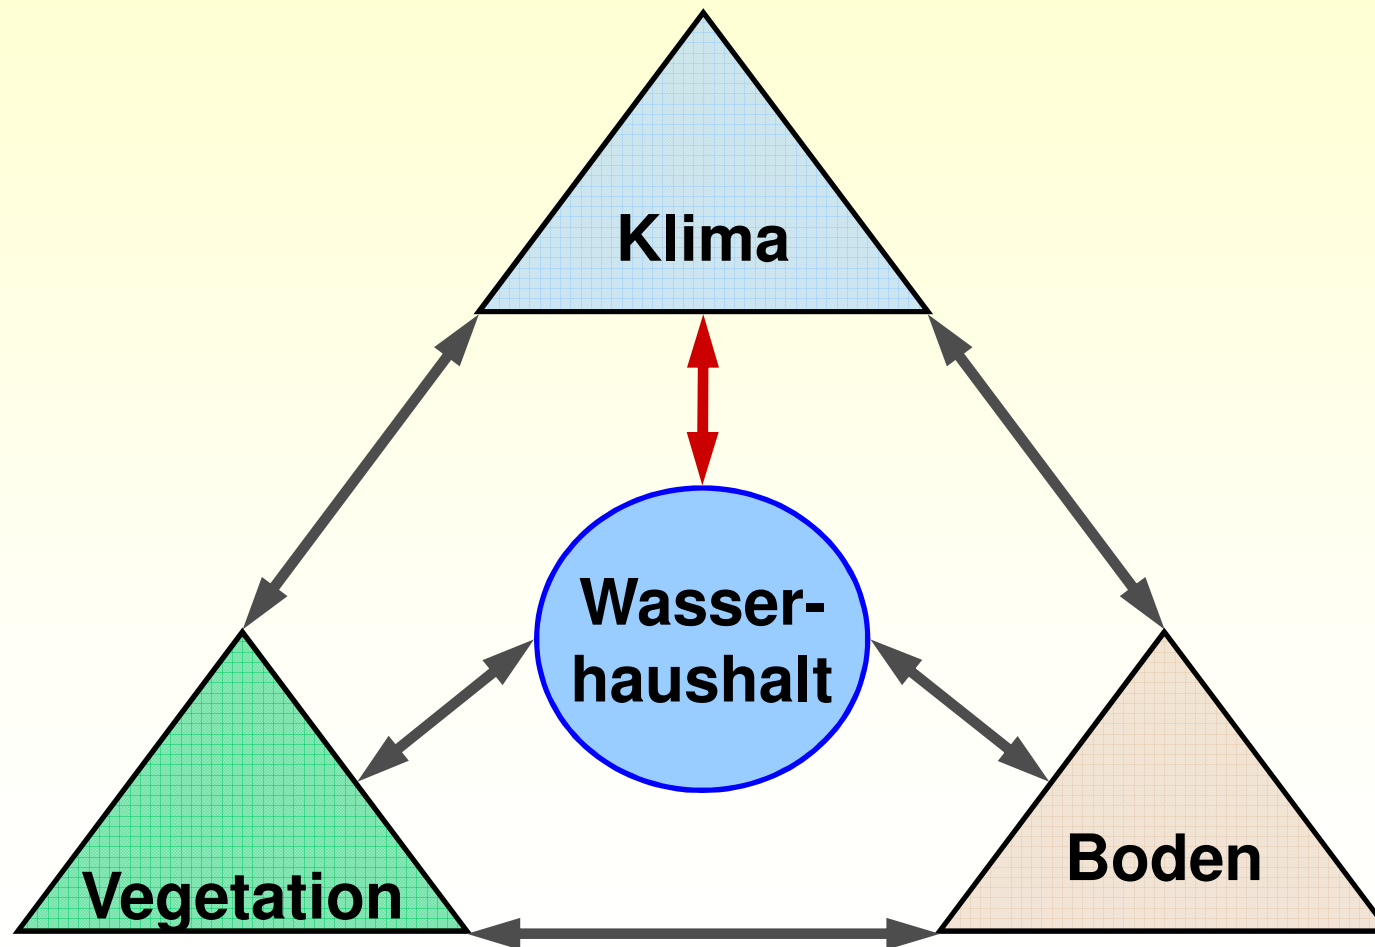 Klima
Wasser-
haushalt
Vegetation
Boden